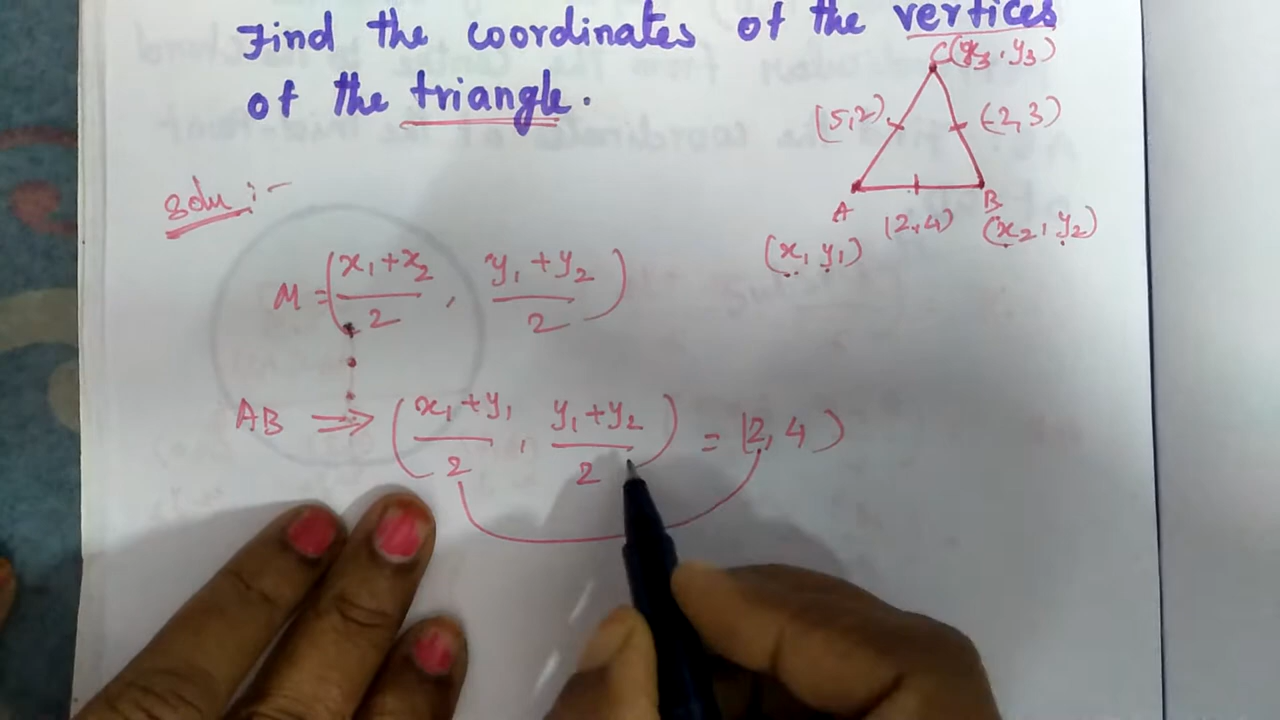 Find the coordinates of the vertices
of the triangle.
C(x3, y3)
(5,2)
(-2,3)
A
B
(2,4)
(x1 y1)
(x2, y2)
Solu :-
M = (x1+x2/2, y1+y2/2)
AB ⇒ (x1+y1/2, y1+y2/2) = (2,4)